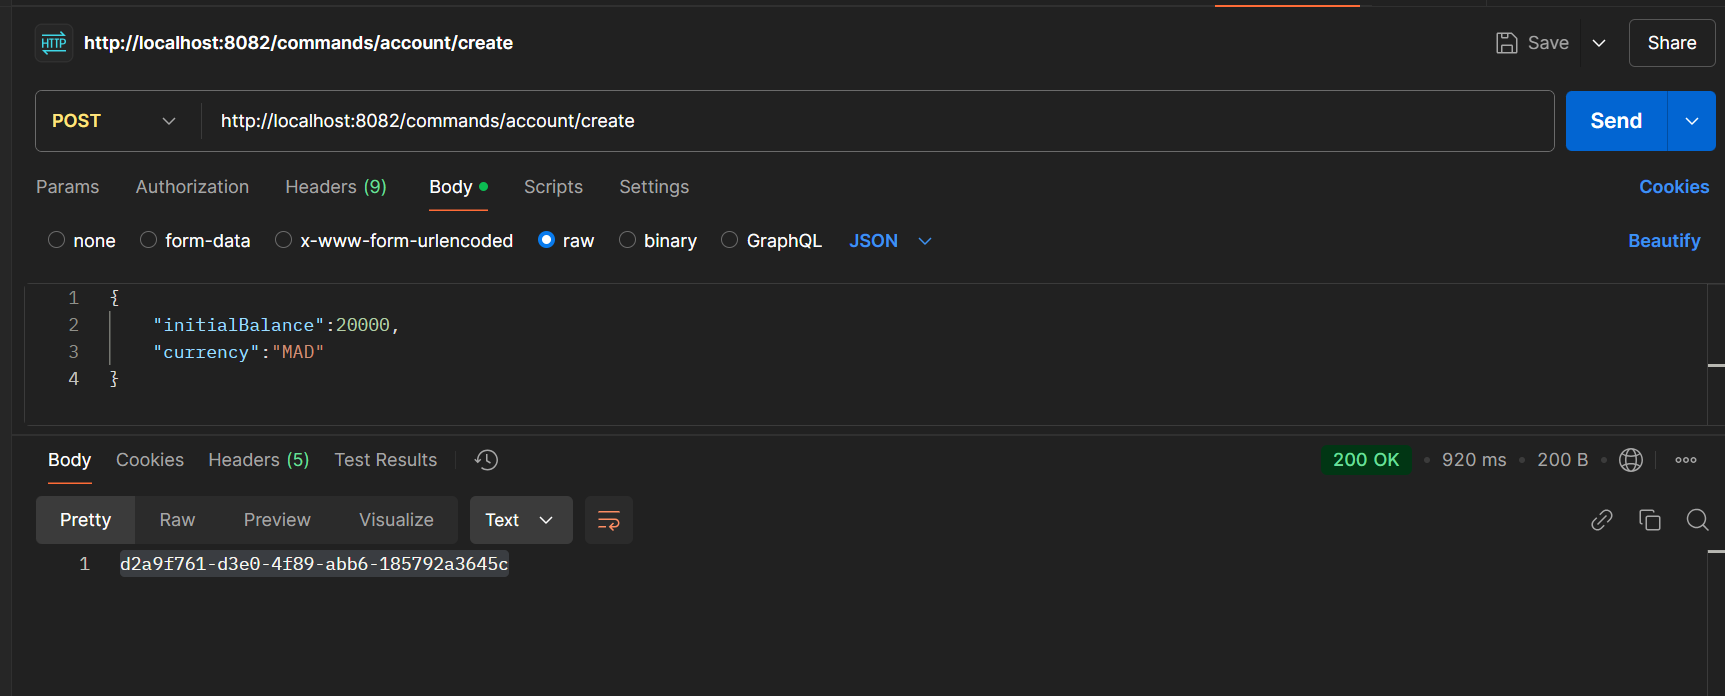 HTTP http://localhost:8082/commands/account/create Save Share
POST http://localhost:8082/commands/account/create Send
Params Authorization Headers (9) Body Scripts Settings Cookies
none form-data x-www-form-urlencoded raw binary GraphQL JSON Beautify
1 {
2 "initialBalance":20000,
3 "currency":"MAD"
4 }
Body Cookies Headers (5) Test Results 200 OK • 920 ms • 200 B •
Pretty Raw Preview Visualize Text
1 d2a9f761-d3e0-4f89-abb6-185792a3645c